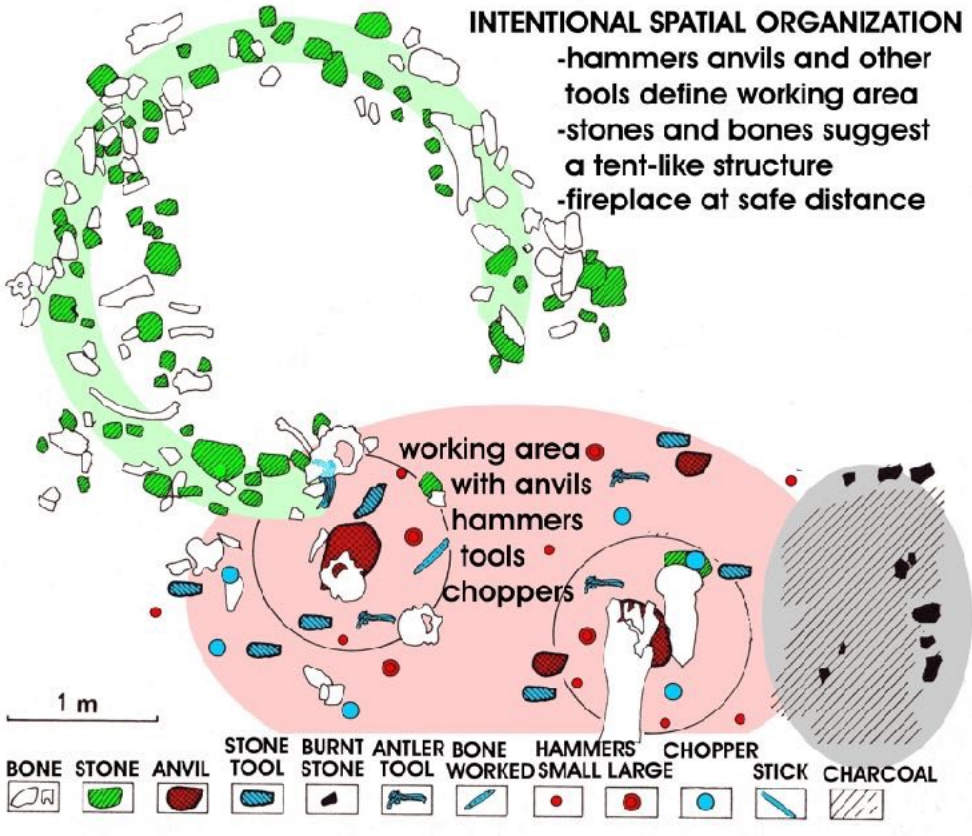 INTENTIONAL SPATIAL ORGANIZATION
-hammers anvils and other
tools define working area
-stones and bones suggest
a tent-like structure
-fireplace at safe distance
working area
with anvils
hammers
tools
choppers
1 m
BONE
STONE
ANVIL
STONE
TOOL
BURNT
STONE
ANTLER
TOOL
BONE
WORKED
HAMMERS
SMALL LARGE
CHOPPER
STICK
CHARCOAL